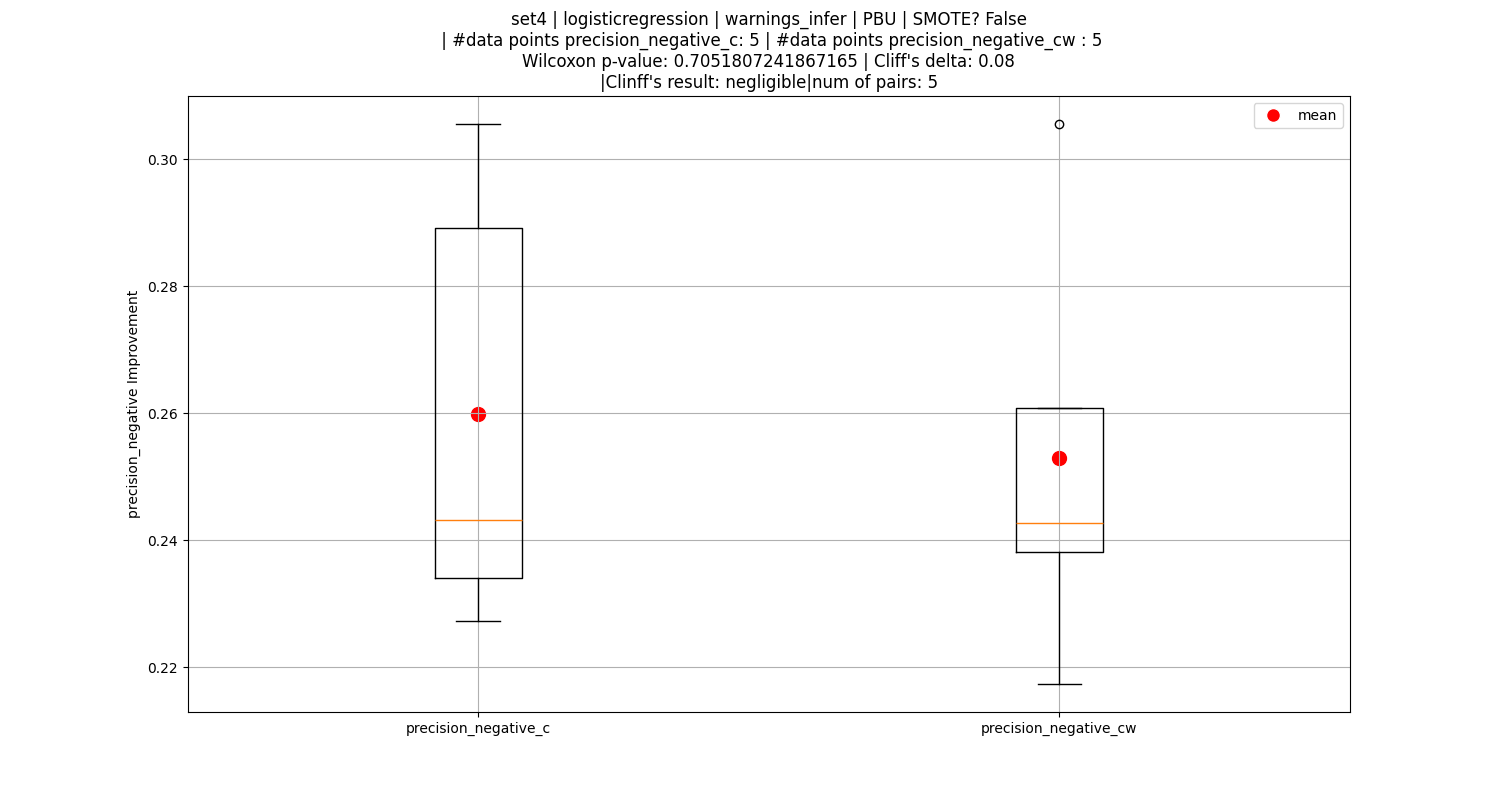 set4 | logisticregression | warnings_infer | PBU | SMOTE? False
| #data points precision_negative_c: 5 | #data points precision_negative_cw : 5
Wilcoxon p-value: 0.7051807241867165 | Cliff's delta: 0.08
|Clinff's result: negligible|num of pairs: 5
mean
0.30
0.28
0.26
0.24
0.22
precision_negative Improvement
precision_negative_c
precision_negative_cw